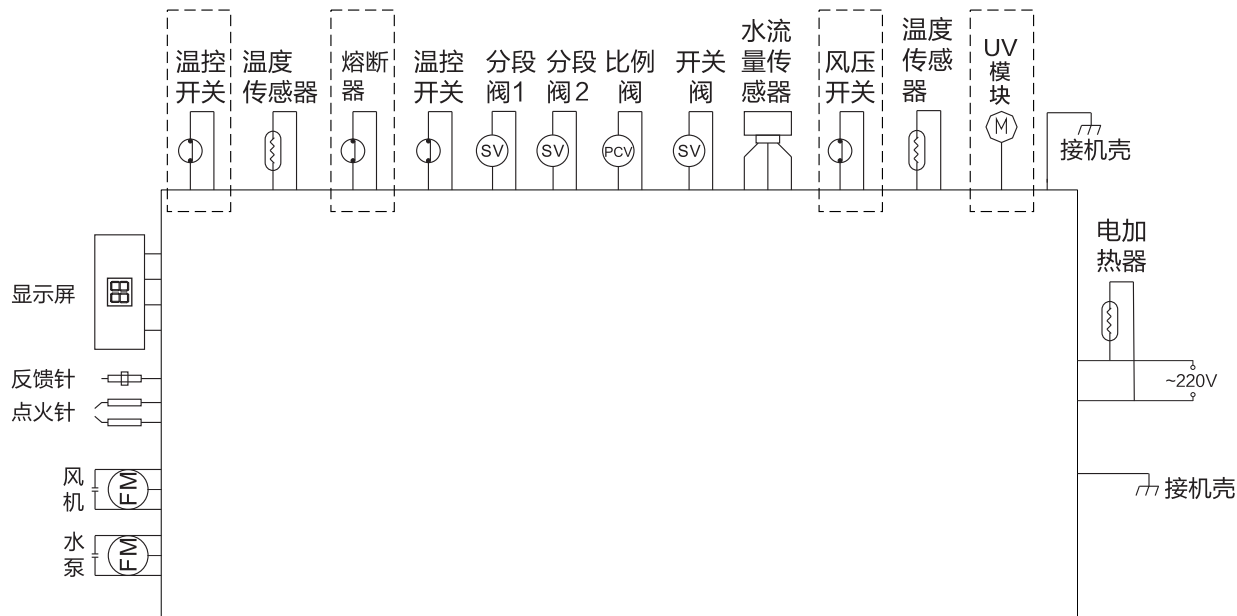 温控
开关
温度
传感器
熔断
器
温控
开关
分段
阀1
分段
阀2
比例
阀
开关
阀
水流
量传
感器
风压
开关
温度
传感
器
UV
模
块
SV
SV
PCV
SV
M
接机壳
显示屏
反馈针
点火针
风
机
FM
水
泵
FM
电加
热器
~220V
接机壳